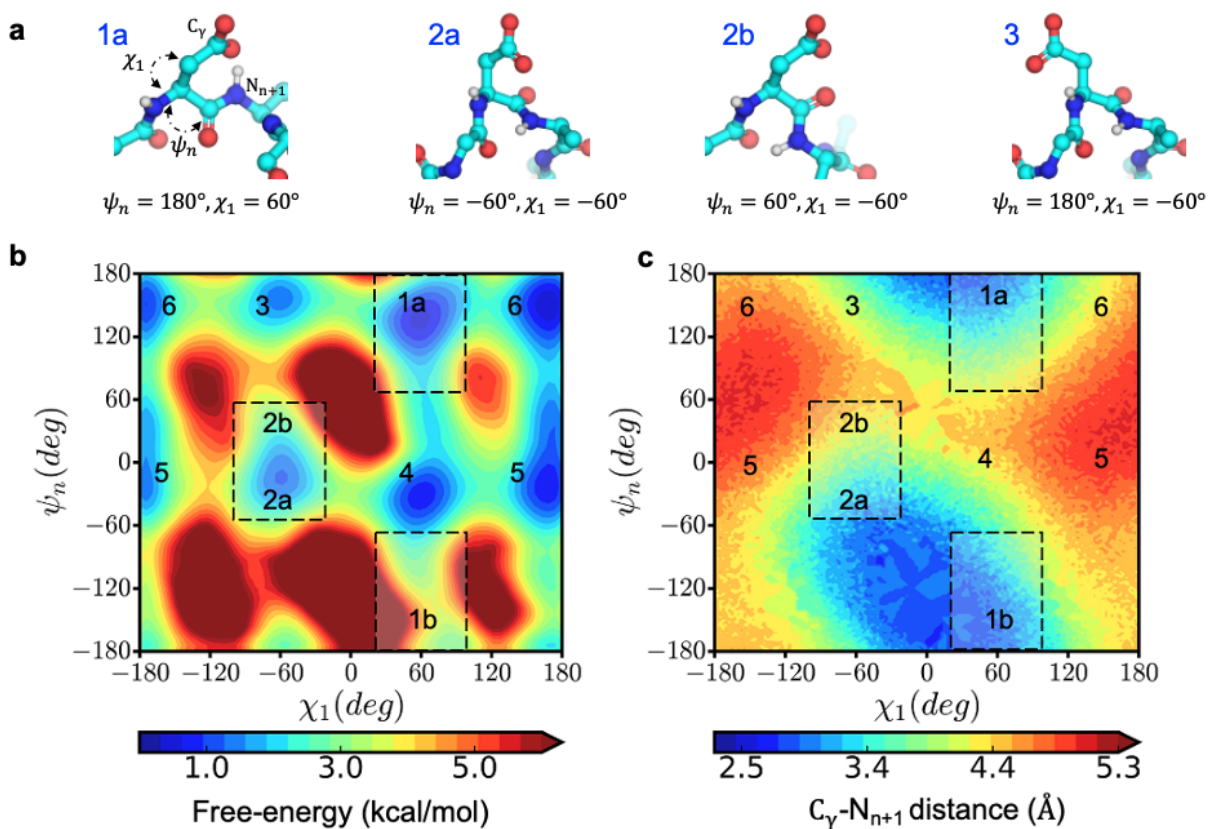 a
1a
2a
2b
3
Cγ
χ1
Nn+1
ψn
ψn = 180°, χ1 = 60°
ψn = −60°, χ1 = −60°
ψn = 60°, χ1 = −60°
ψn = 180°, χ1 = −60°
b
c
180
120
60
0
−60
−120
−180
ψn(deg)
6
3
1a
6
2b
5
4
5
2a
1b
−180
−120
−60
0
60
120
180
χ1(deg)
1.0
3.0
5.0
Free-energy (kcal/mol)
180
120
60
0
−60
−120
−180
ψn(deg)
6
3
1a
6
2b
5
4
5
2a
1b
−180
−120
−60
0
60
120
180
χ1(deg)
2.5
3.4
4.4
5.3
Cγ-Nn+1 distance (Å)